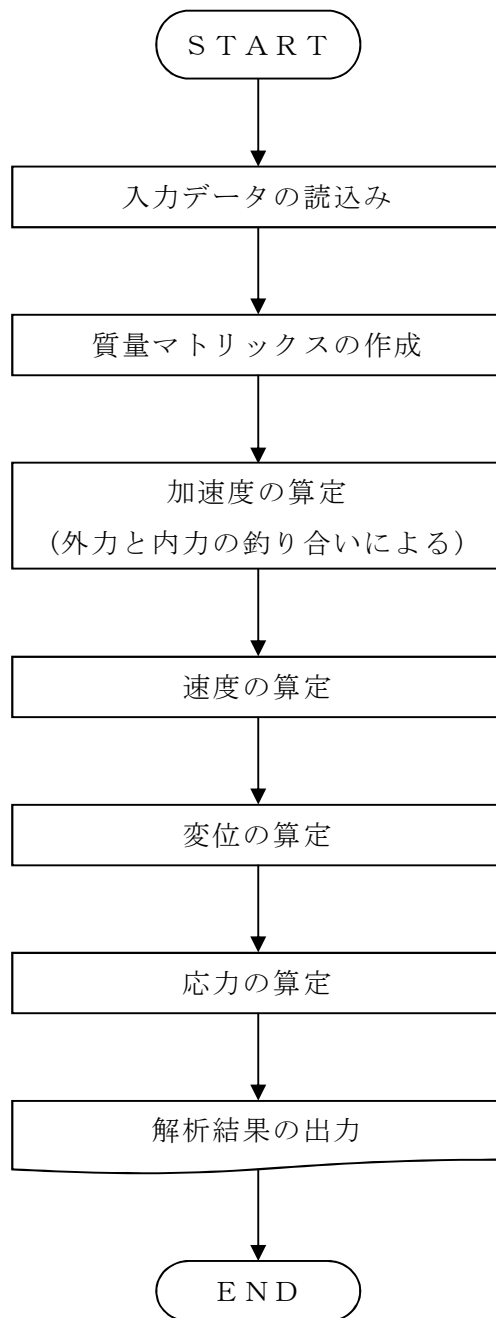 ＳＴＡＲＴ
入力データの読込み
質量マトリックスの作成
加速度の算定
（外力と内力の釣り合いによる）
速度の算定
変位の算定
応力の算定
解析結果の出力
ＥＮＤ